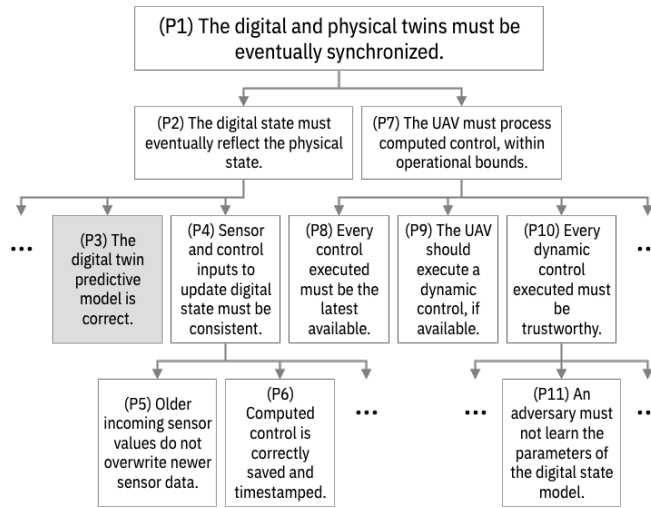 (P1) The digital and physical twins must be
eventually synchronized.
(P2) The digital state must
eventually reflect the physical
state.
(P7) The UAV must process
computed control, within
operational bounds.
...
(P3) The
digital twin
predictive
model is
correct.
(P4) Sensor
and control
inputs to
update digital
state must be
consistent.
(P8) Every
control
executed
must be the
latest
available.
(P9) The UAV
should
execute a
dynamic
control, if
available.
(P10) Every
dynamic
control
executed must
be
trustworthy.
..
(P5) Older
incoming sensor
values do not
overwrite newer
sensor data.
(P6)
Computed
control is
correctly
saved and
timestamped.
...
...
(P11) An
adversary must
not learn the
parameters of
the digital state
model.
..